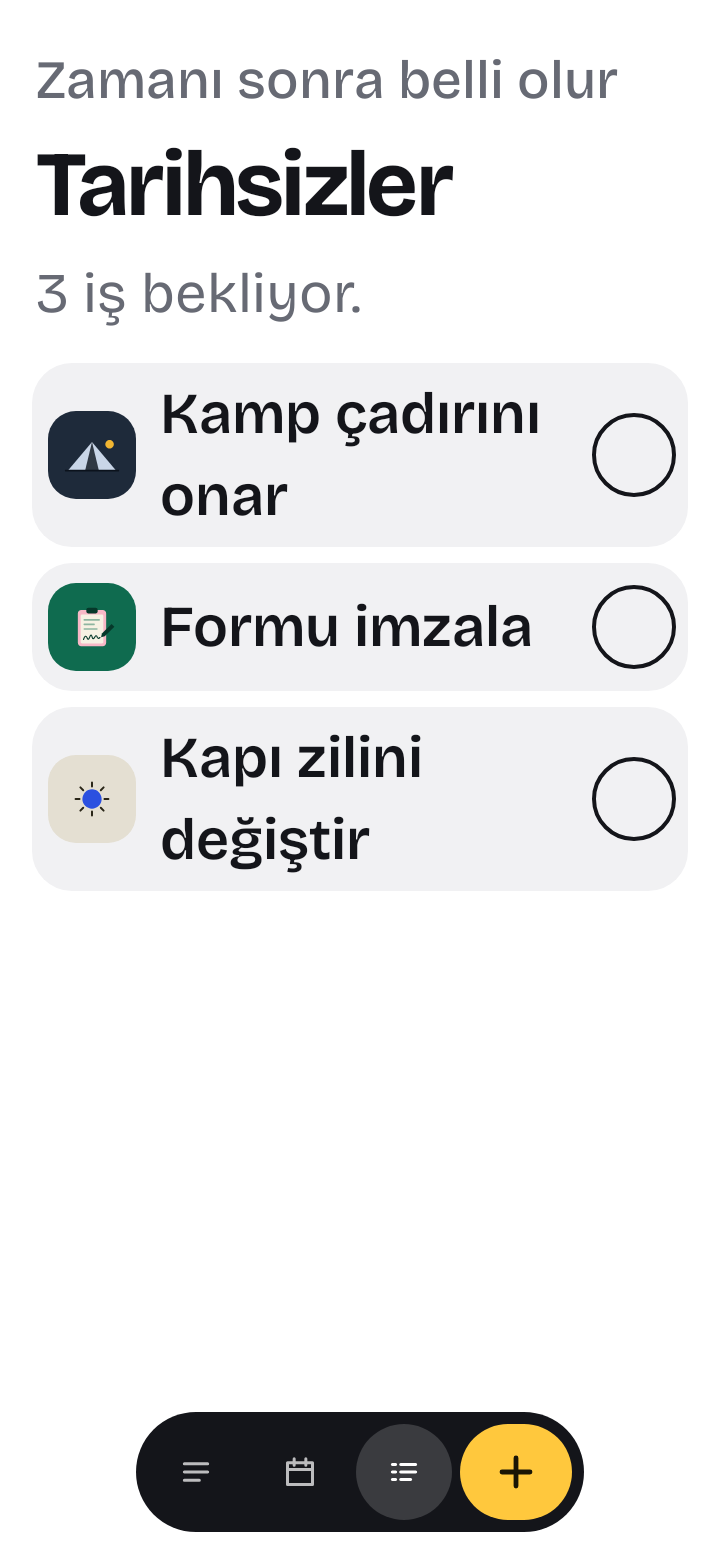 Zamanı sonra belli olur
Tarihsizler
3 iş bekliyor.
Kamp çadırını
onar
Formu imzala
Kapı zilini
değiştir